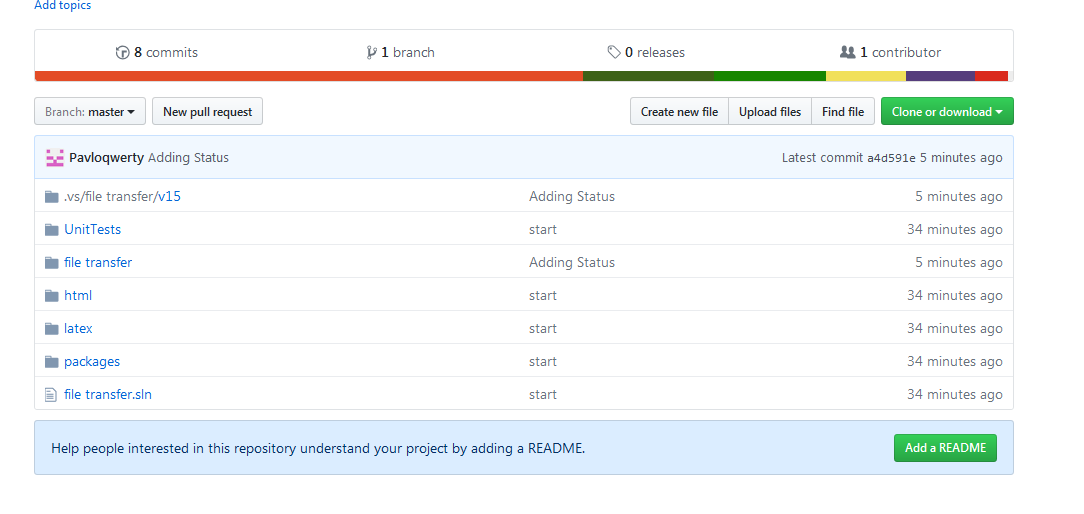 Add topics
8 commits 1 branch 0 releases 1 contributor
Branch: master New pull request Create new file Upload files Find file Clone or download
Pavloqwerty Adding Status Latest commit a4d591e 5 minutes ago
.vs/file transfer/v15 Adding Status 5 minutes ago
UnitTests start 34 minutes ago
file transfer Adding Status 5 minutes ago
html start 34 minutes ago
latex start 34 minutes ago
packages start 34 minutes ago
file transfer.sln start 34 minutes ago
Help people interested in this repository understand your project by adding a README. Add a README